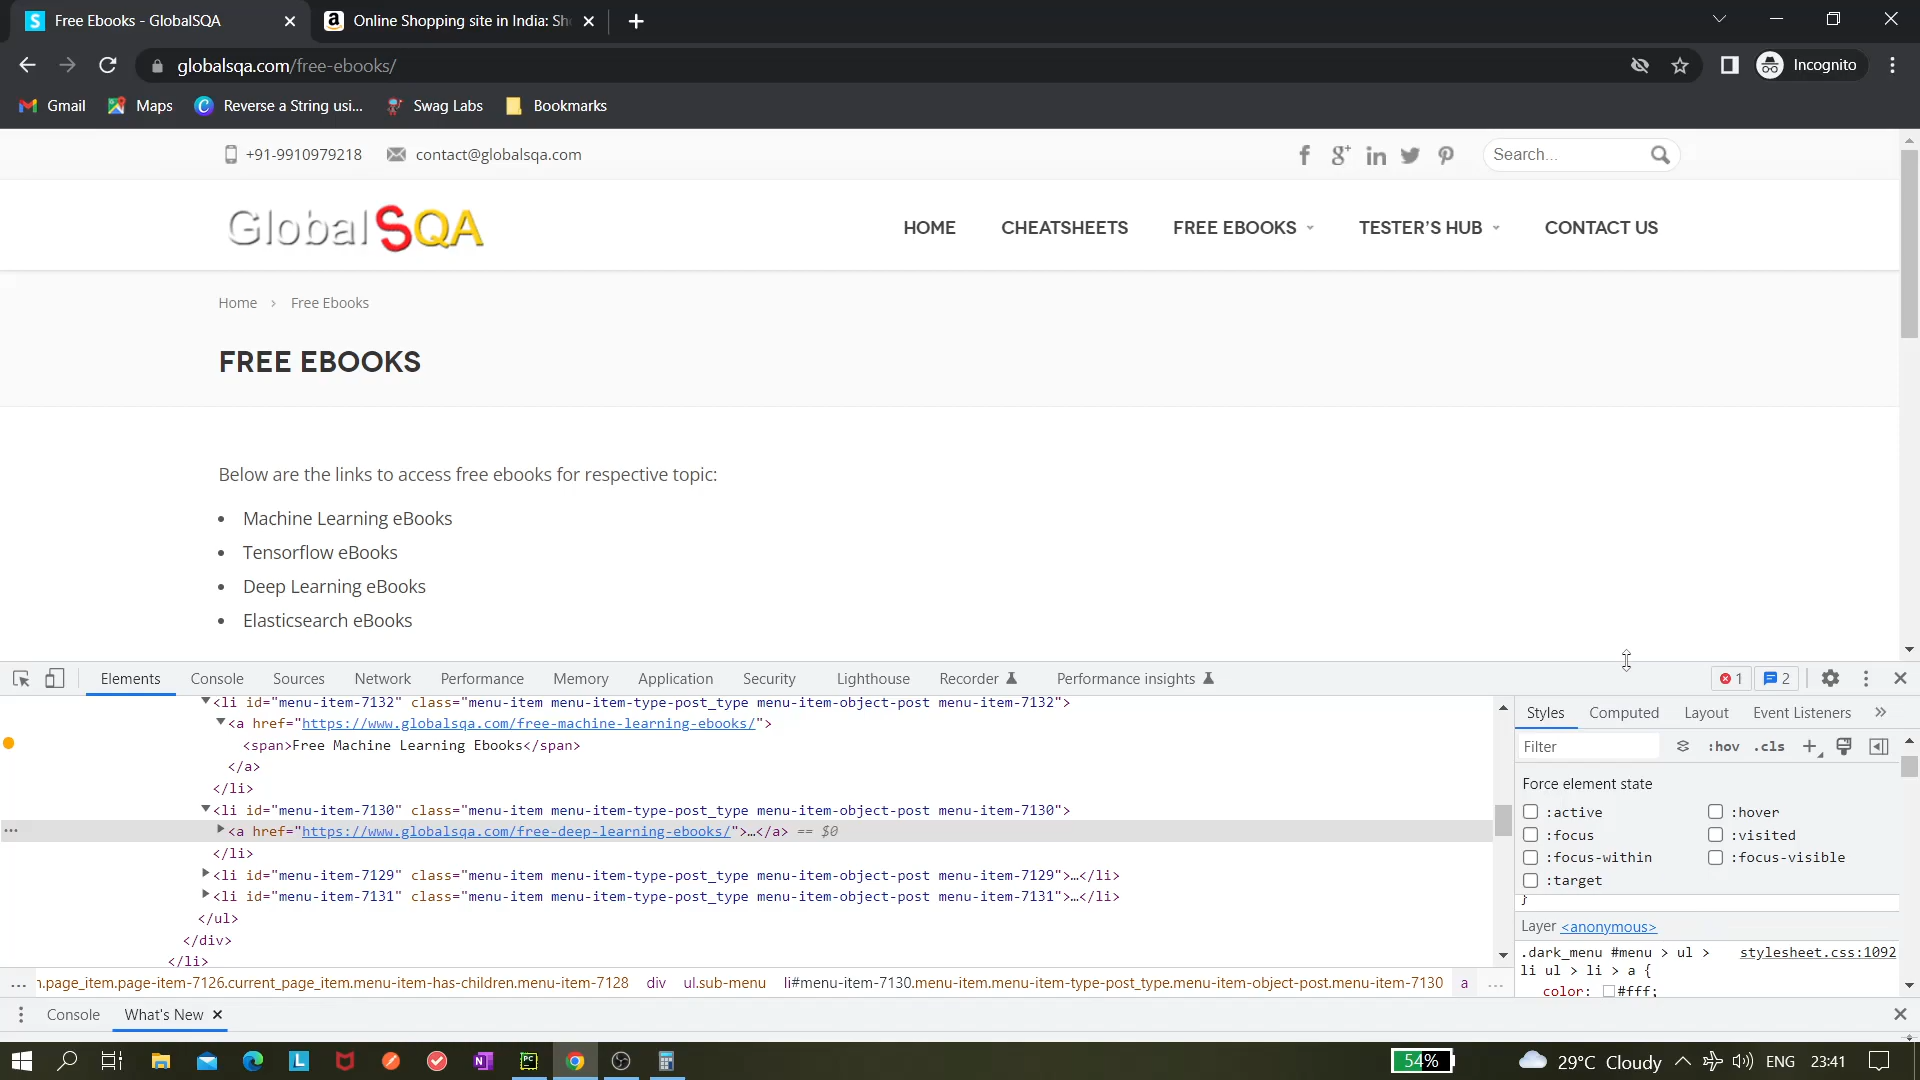 Free Ebooks - GlobalSQA
Online Shopping site in India: Sh
globalsqa.com/free-ebooks/
Incognito
Gmail
Maps
Reverse a String usi...
Swag Labs
Bookmarks
+91-9910979218
contact@globalsqa.com
Search...
GlobalSQA
HOME
CHEATSHEETS
FREE EBOOKS
TESTER'S HUB
CONTACT US
Home › Free Ebooks
FREE EBOOKS
Below are the links to access free ebooks for respective topic:
• Machine Learning eBooks
• Tensorflow eBooks
• Deep Learning eBooks
• Elasticsearch eBooks
Elements Console Sources Network Performance Memory Application Security Lighthouse Recorder Performance insights 1 2
<li id="menu-item-7132" class="menu-item menu-item-type-post_type menu-item-object-post menu-item-7132">
<a href="https://www.globalsqa.com/free-machine-learning-ebooks/">
<span>Free Machine Learning Ebooks</span>
</a>
</li>
<li id="menu-item-7130" class="menu-item menu-item-type-post_type menu-item-object-post menu-item-7130">
<a href="https://www.globalsqa.com/free-deep-learning-ebooks/">…</a> == $0
</li>
<li id="menu-item-7129" class="menu-item menu-item-type-post_type menu-item-object-post menu-item-7129">…</li>
<li id="menu-item-7131" class="menu-item menu-item-type-post_type menu-item-object-post menu-item-7131">…</li>
</ul>
</div>
</li>
Styles Computed Layout Event Listeners »
Filter :hov .cls +
Force element state
:active :hover
:focus :visited
:focus-within :focus-visible
:target
}
Layer <anonymous>
.dark_menu #menu > ul > stylesheet.css:1092
li ul > li > a {
color: #fff;
... .page_item.page-item-7126.current_page_item.menu-item-has-children.menu-item-7128 div ul.sub-menu li#menu-item-7130.menu-item.menu-item-type-post_type.menu-item-object-post.menu-item-7130 a ...
Console What's New
54%
29°C Cloudy
ENG
23:41